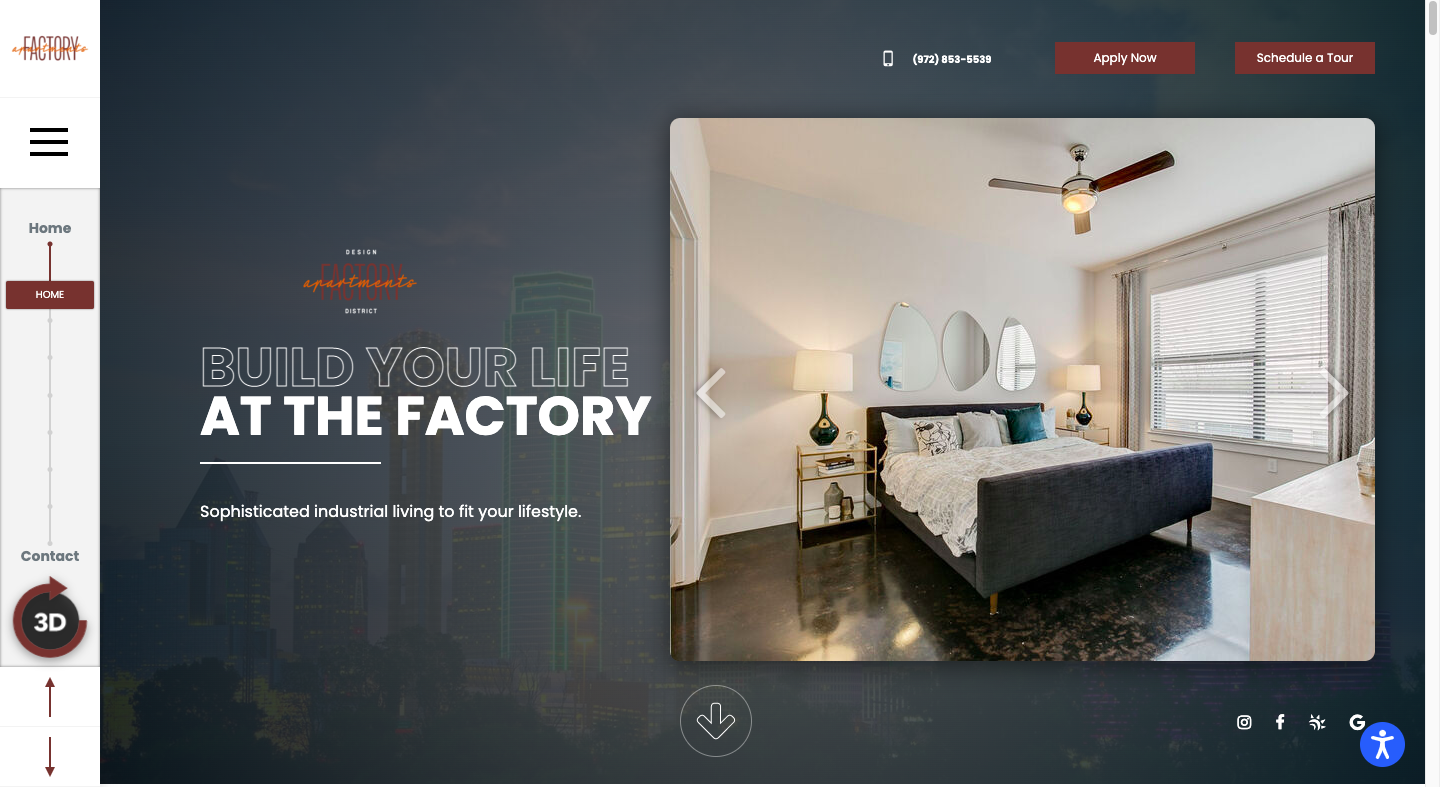 FACTORY
apartments
Home
HOME
Contact
3D
(972) 853-5539
Apply Now
Schedule a Tour
DESIGN
FACTORY
apartments
DISTRICT
BUILD YOUR LIFE
AT THE FACTORY
Sophisticated industrial living to fit your lifestyle.